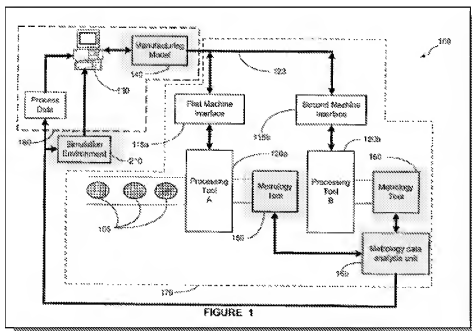 100
Manufacturing
Model
110
140
123
Process
Data
First Machine
Interface
Second Machine
Interface
180
Simulation
Environment
210
115a
115b
120a
120b
160
Processing
Tool
A
Metrology
Tool
Processing
Tool B
Metrology
Tool
105
150
Metrology data
analysis unit
170
FIGURE 1